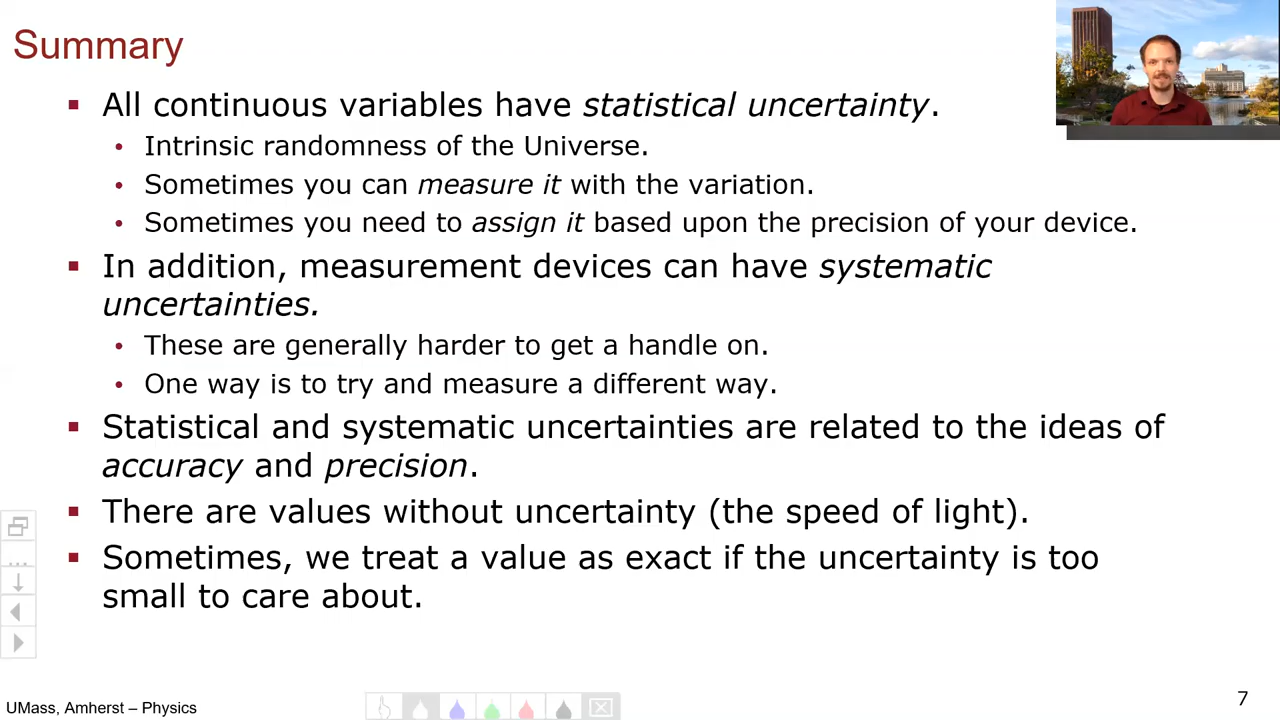 Summary
All continuous variables have statistical uncertainty.
Intrinsic randomness of the Universe.
Sometimes you can measure it with the variation.
Sometimes you need to assign it based upon the precision of your device.
In addition, measurement devices can have systematic
uncertainties.
These are generally harder to get a handle on.
One way is to try and measure a different way.
Statistical and systematic uncertainties are related to the ideas of
accuracy and precision.
There are values without uncertainty (the speed of light).
Sometimes, we treat a value as exact if the uncertainty is too
small to care about.
UMass, Amherst – Physics
7